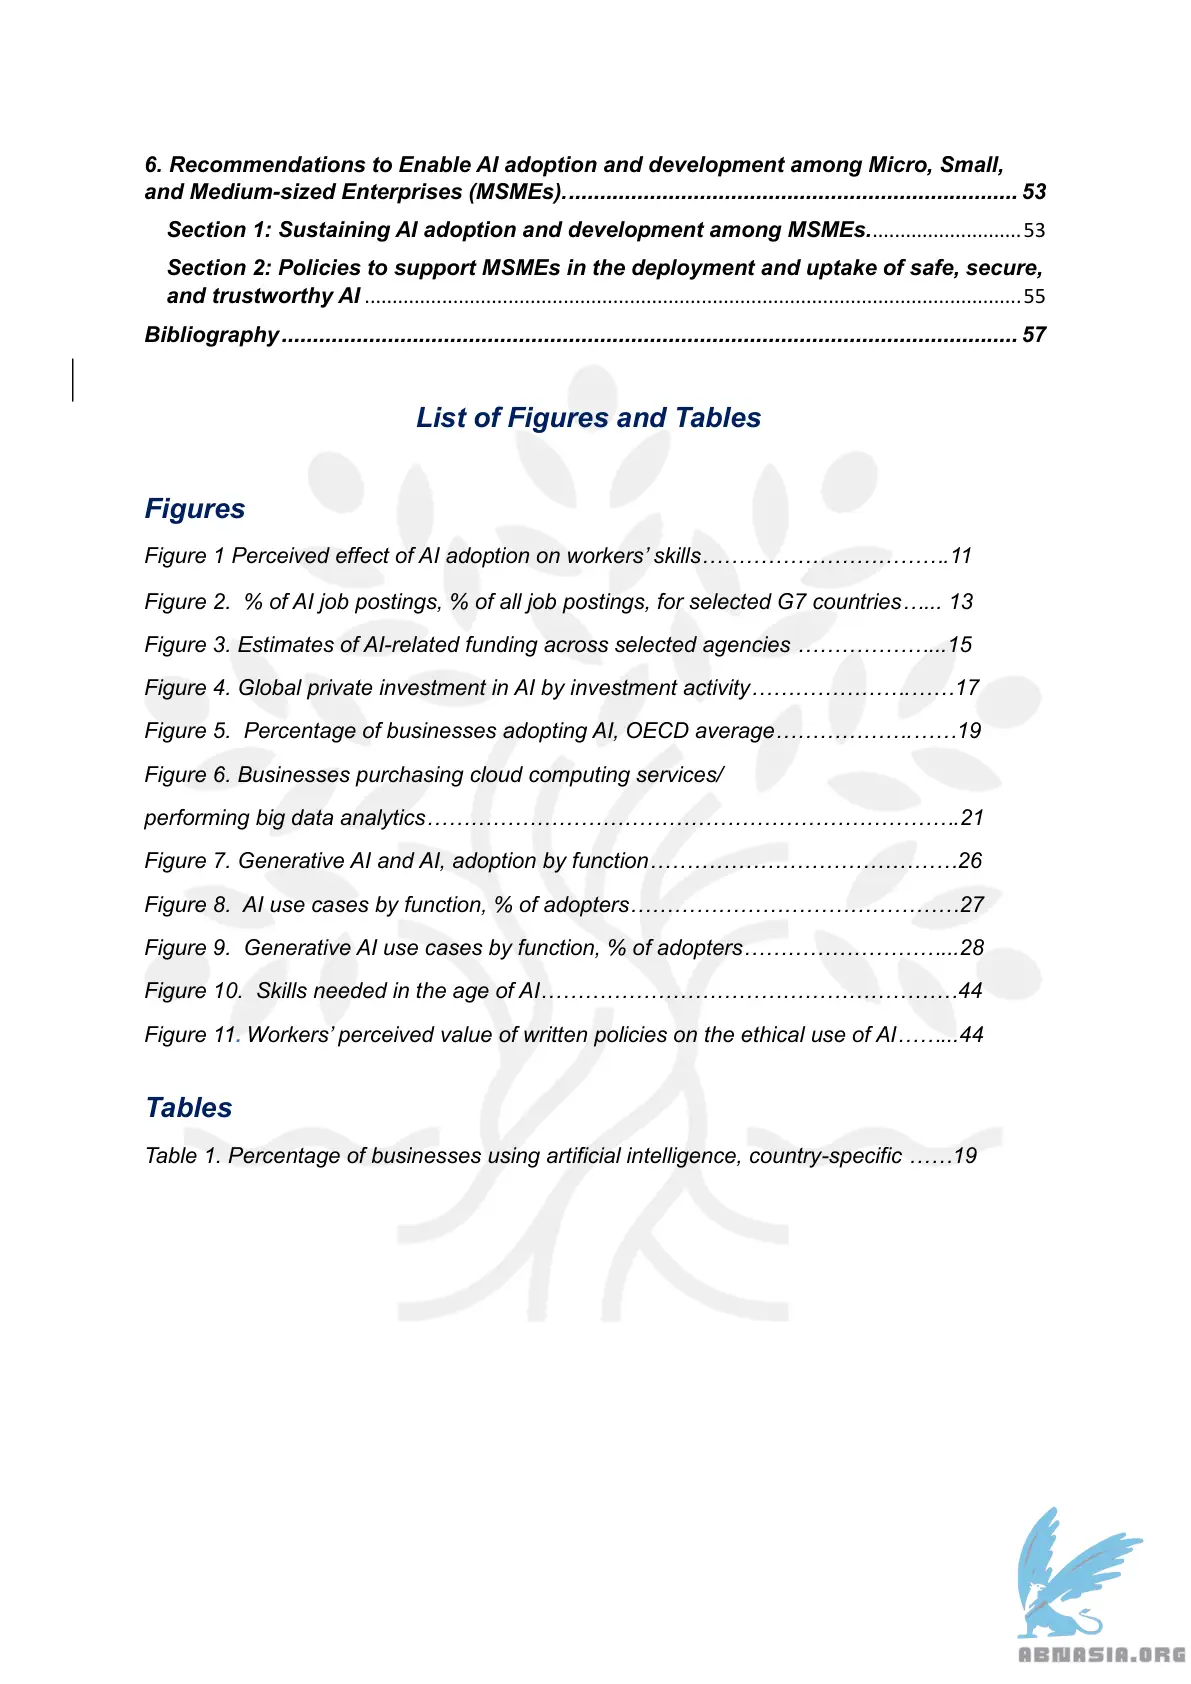 6. Recommendations to Enable AI adoption and development among Micro, Small,
and Medium-sized Enterprises (MSMEs)......................................................................... 53
Section 1: Sustaining AI adoption and development among MSMEs............................53
Section 2: Policies to support MSMEs in the deployment and uptake of safe, secure,
and trustworthy AI ........................................................................................................................55
Bibliography...................................................................................................................... 57
List of Figures and Tables
Figures
Figure 1 Perceived effect of AI adoption on workers’ skills…………………………….11
Figure 2.  % of AI job postings, % of all job postings, for selected G7 countries…... 13
Figure 3. Estimates of AI-related funding across selected agencies ………………....15
Figure 4. Global private investment in AI by investment activity………………….……17
Figure 5.  Percentage of businesses adopting AI, OECD average……………….……19
Figure 6. Businesses purchasing cloud computing services/
performing big data analytics………………………………………………………………..21
Figure 7. Generative AI and AI, adoption by function……………………………………26
Figure 8.  AI use cases by function, % of adopters………………………….……………27
Figure 9.  Generative AI use cases by function, % of adopters………………………....28
Figure 10.  Skills needed in the age of AI…………………………………………………44
Figure 11. Workers’ perceived value of written policies on the ethical use of AI……...44
Tables
Table 1. Percentage of businesses using artificial intelligence, country-specific ……19
ABNASIA.ORG